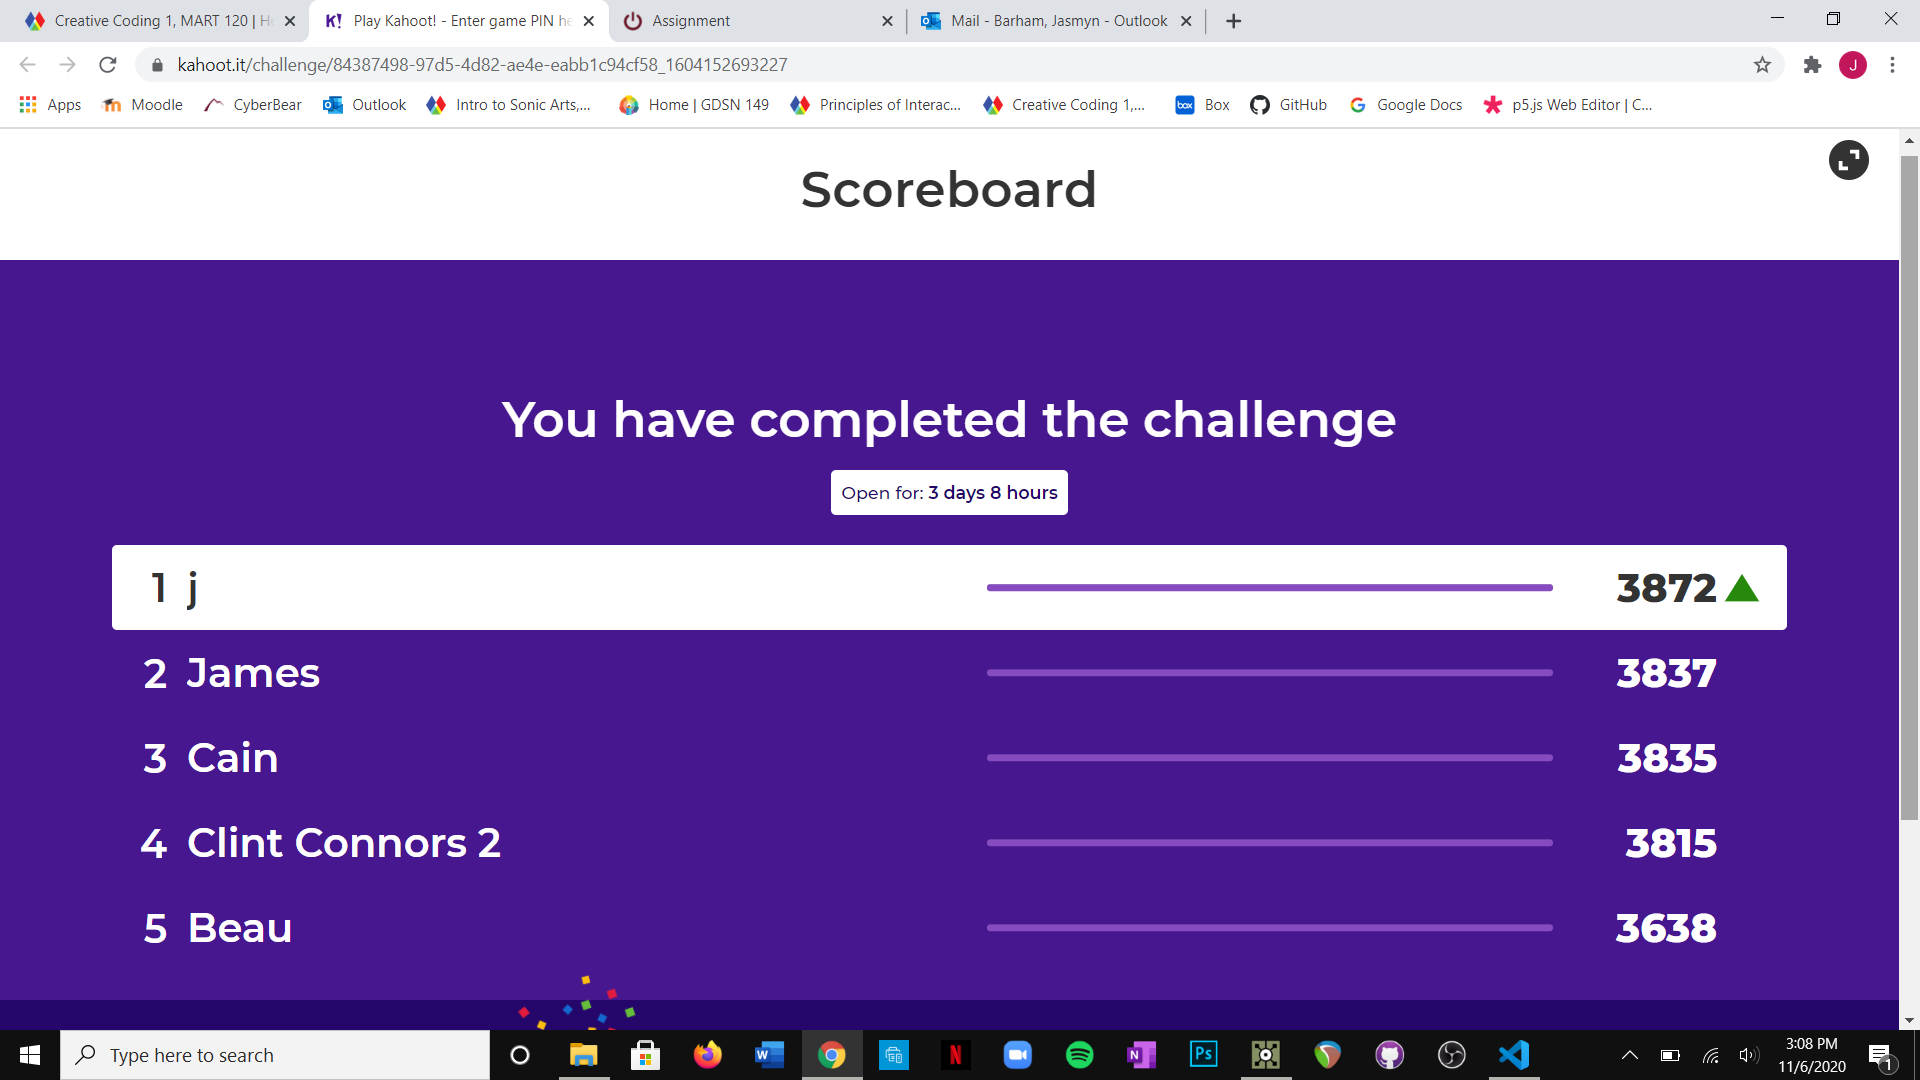 Creative Coding 1, MART 120 | H
Play Kahoot! - Enter game PIN he
Assignment
Mail - Barham, Jasmyn - Outlook
kahoot.it/challenge/84387498-97d5-4d82-ae4e-eabb1c94cf58_1604152693227
J
Apps
Moodle
CyberBear
Outlook
Intro to Sonic Arts,...
Home | GDSN 149
Principles of Interac...
Creative Coding 1,...
box
Box
GitHub
Google Docs
p5.js Web Editor | C...
Scoreboard
You have completed the challenge
Open for: 3 days 8 hours
1 j 3872
2 James 3837
3 Cain 3835
4 Clint Connors 2 3815
5 Beau 3638
Type here to search
3:08 PM
11/6/2020
1